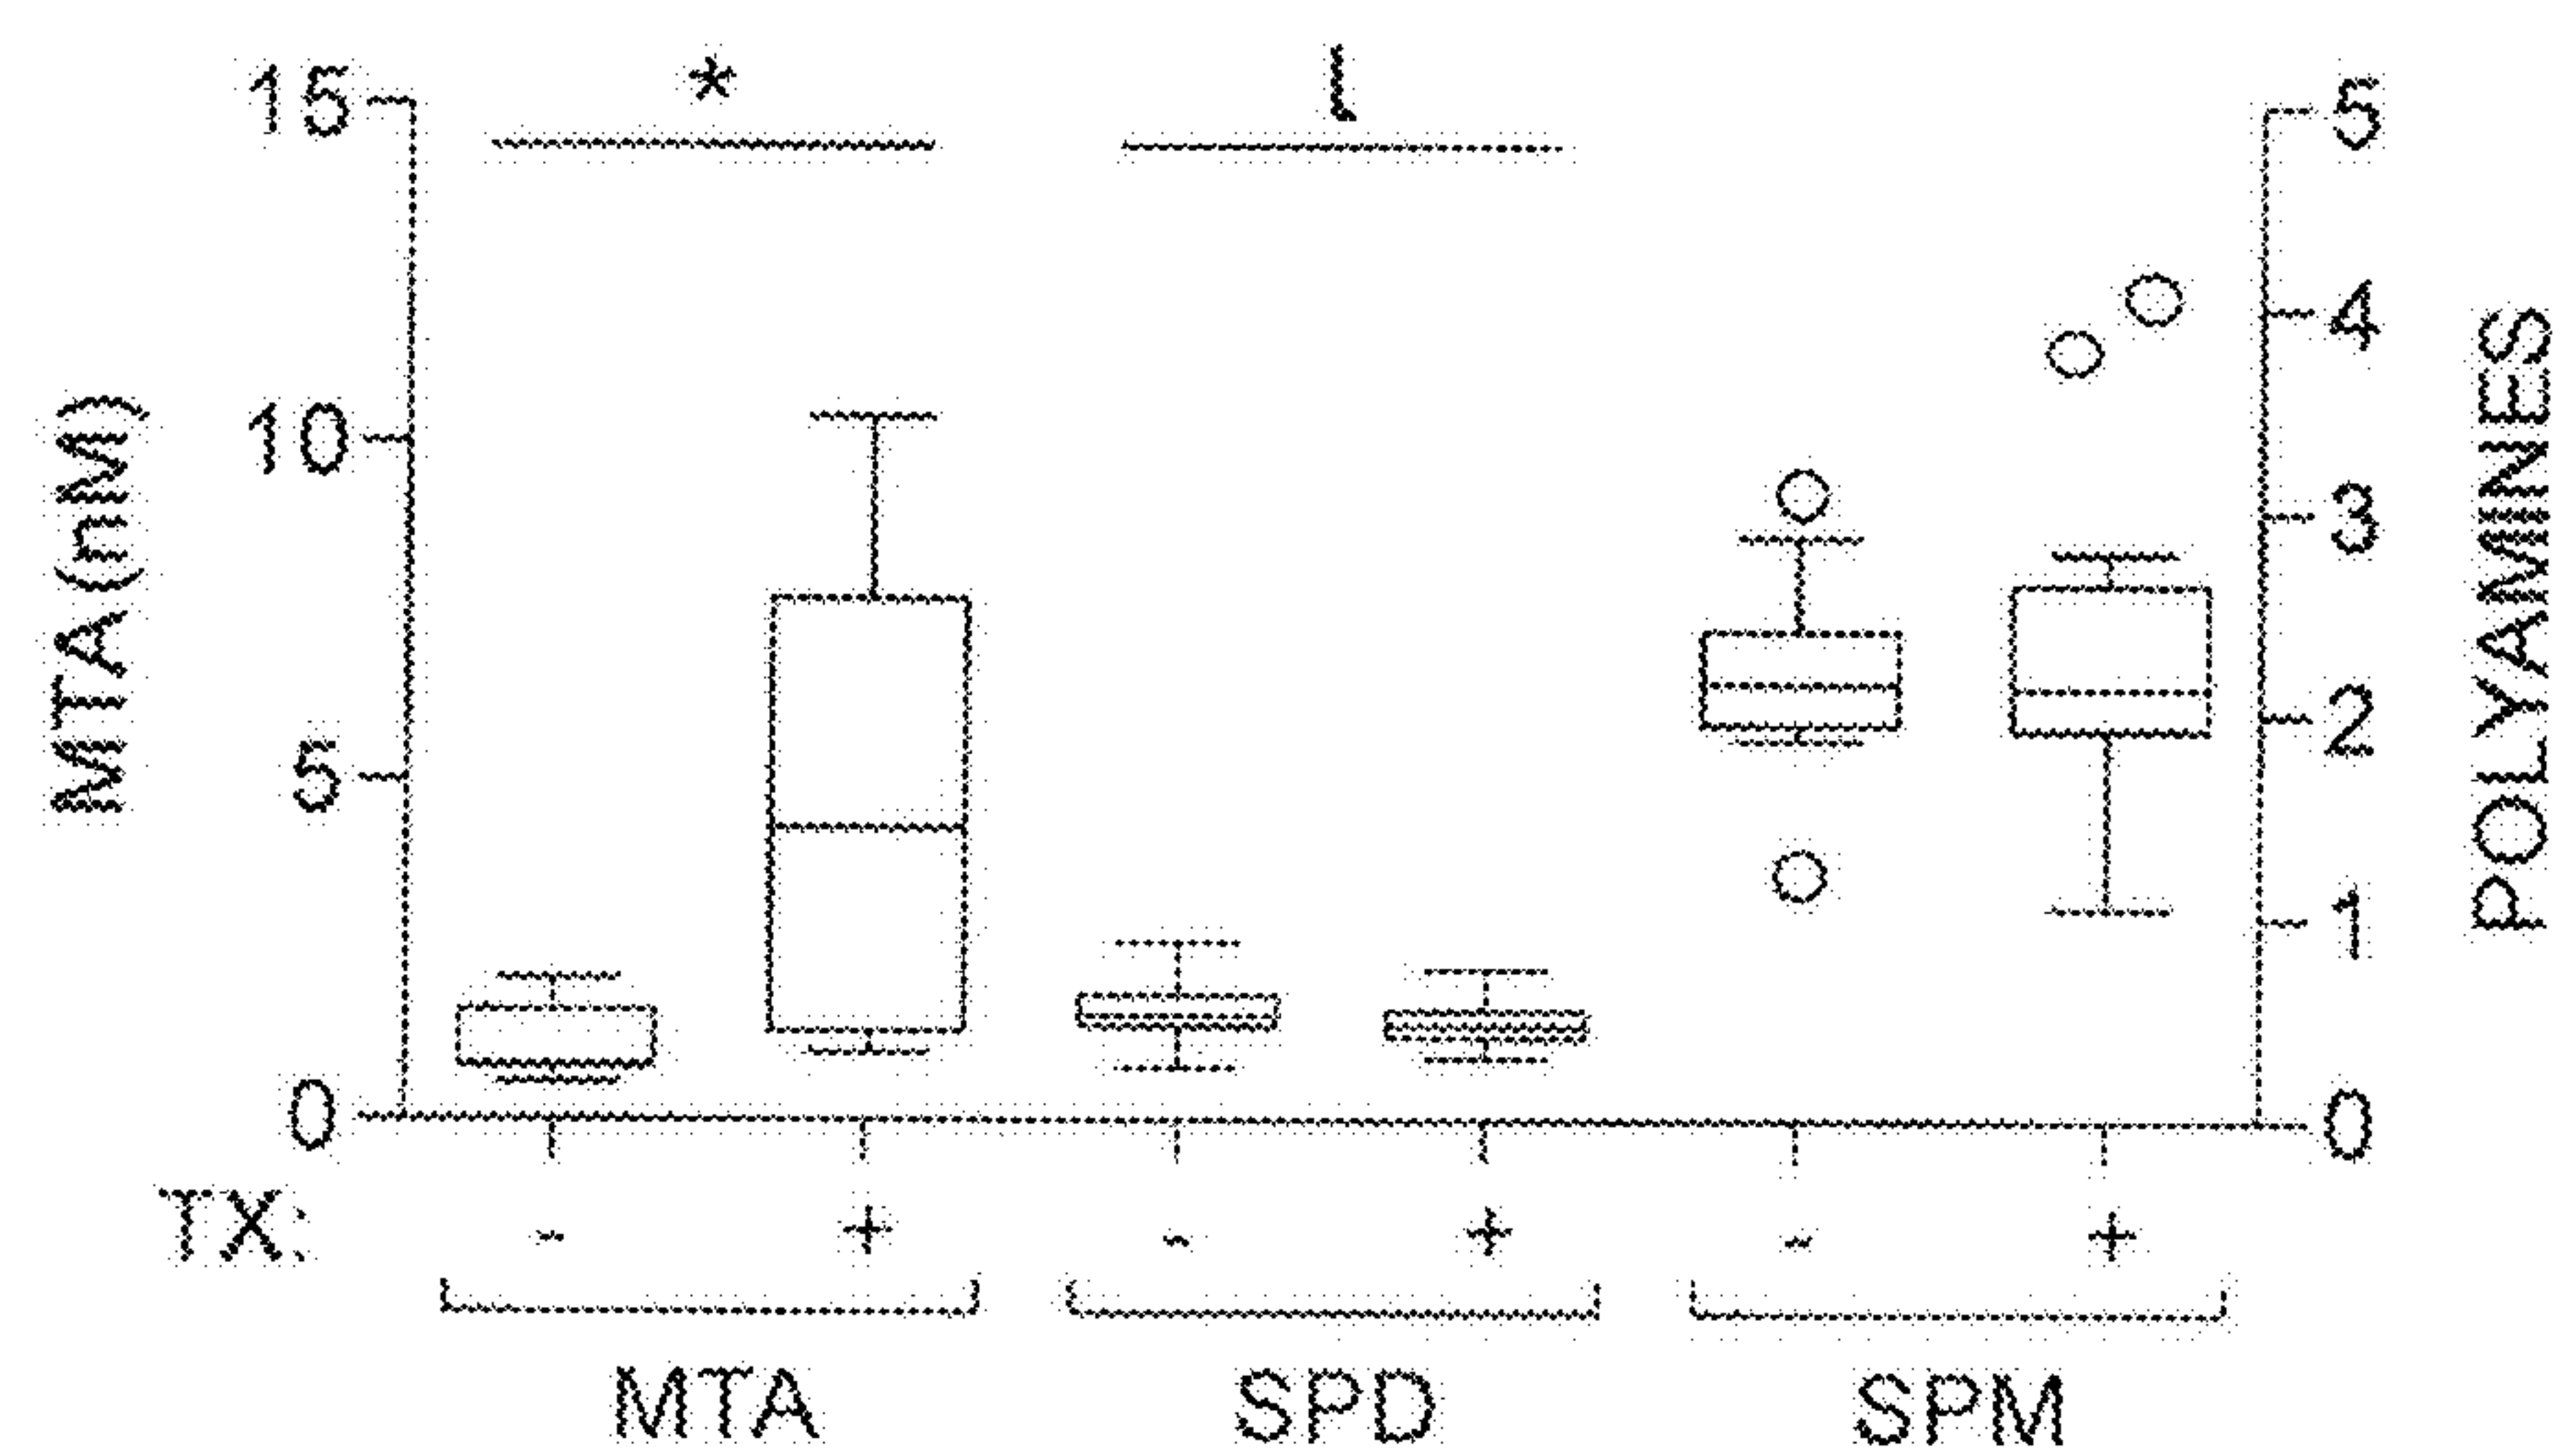 *
15
10
5
0
MTA(nM)
5
4
3
2
1
0
POLYAMINES
TX: - + - + - +
MTA SPD SPM